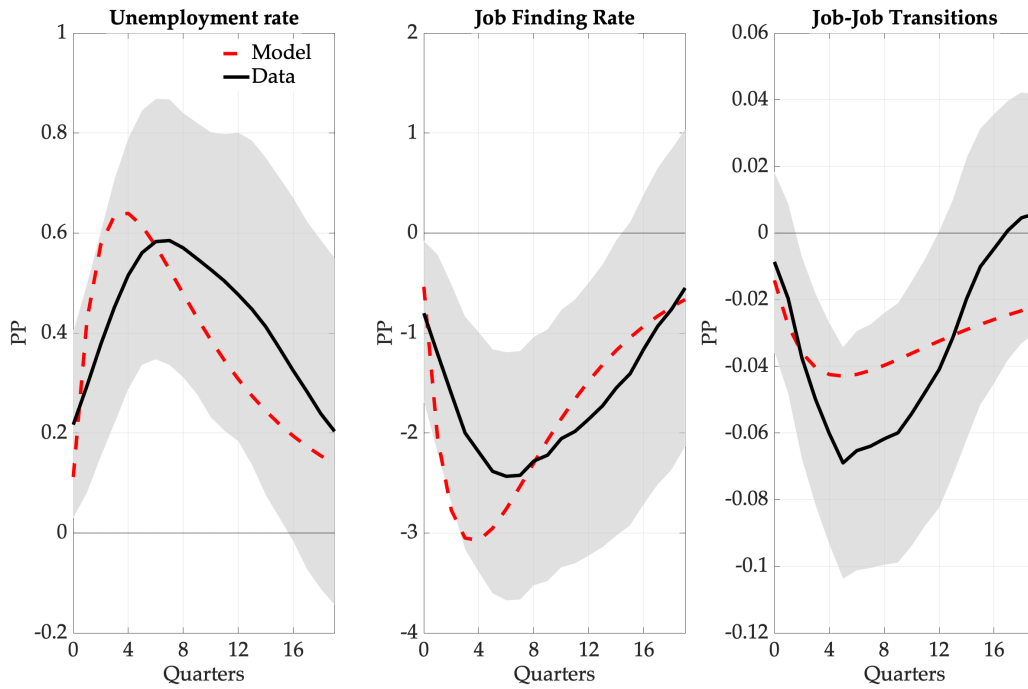 Unemployment rate
Job Finding Rate
Job-Job Transitions
Model
Data
PP
1
0.8
0.6
0.4
0.2
0
-0.2
0 4 8 12 16
Quarters
PP
2
1
0
-1
-2
-3
-4
0 4 8 12 16
Quarters
PP
0.06
0.04
0.02
0
-0.02
-0.04
-0.06
-0.08
-0.1
-0.12
0 4 8 12 16
Quarters